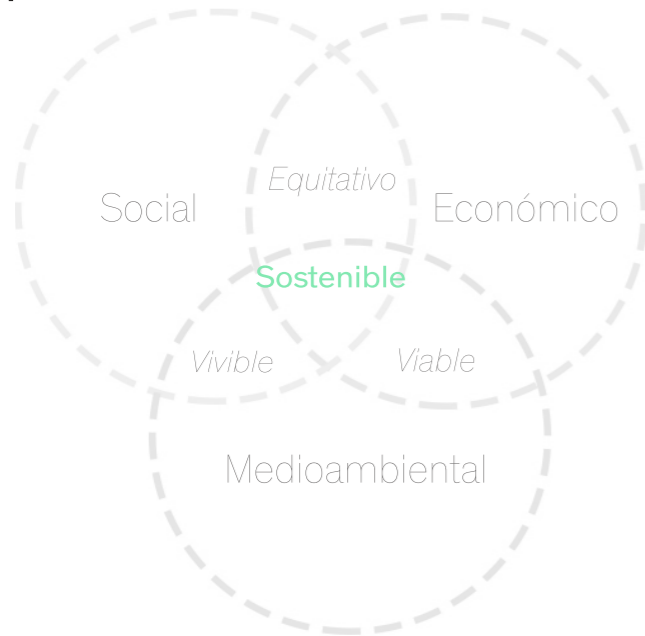 Equitativo
Social
Económico
Sostenible
Vivible
Viable
Medioambiental